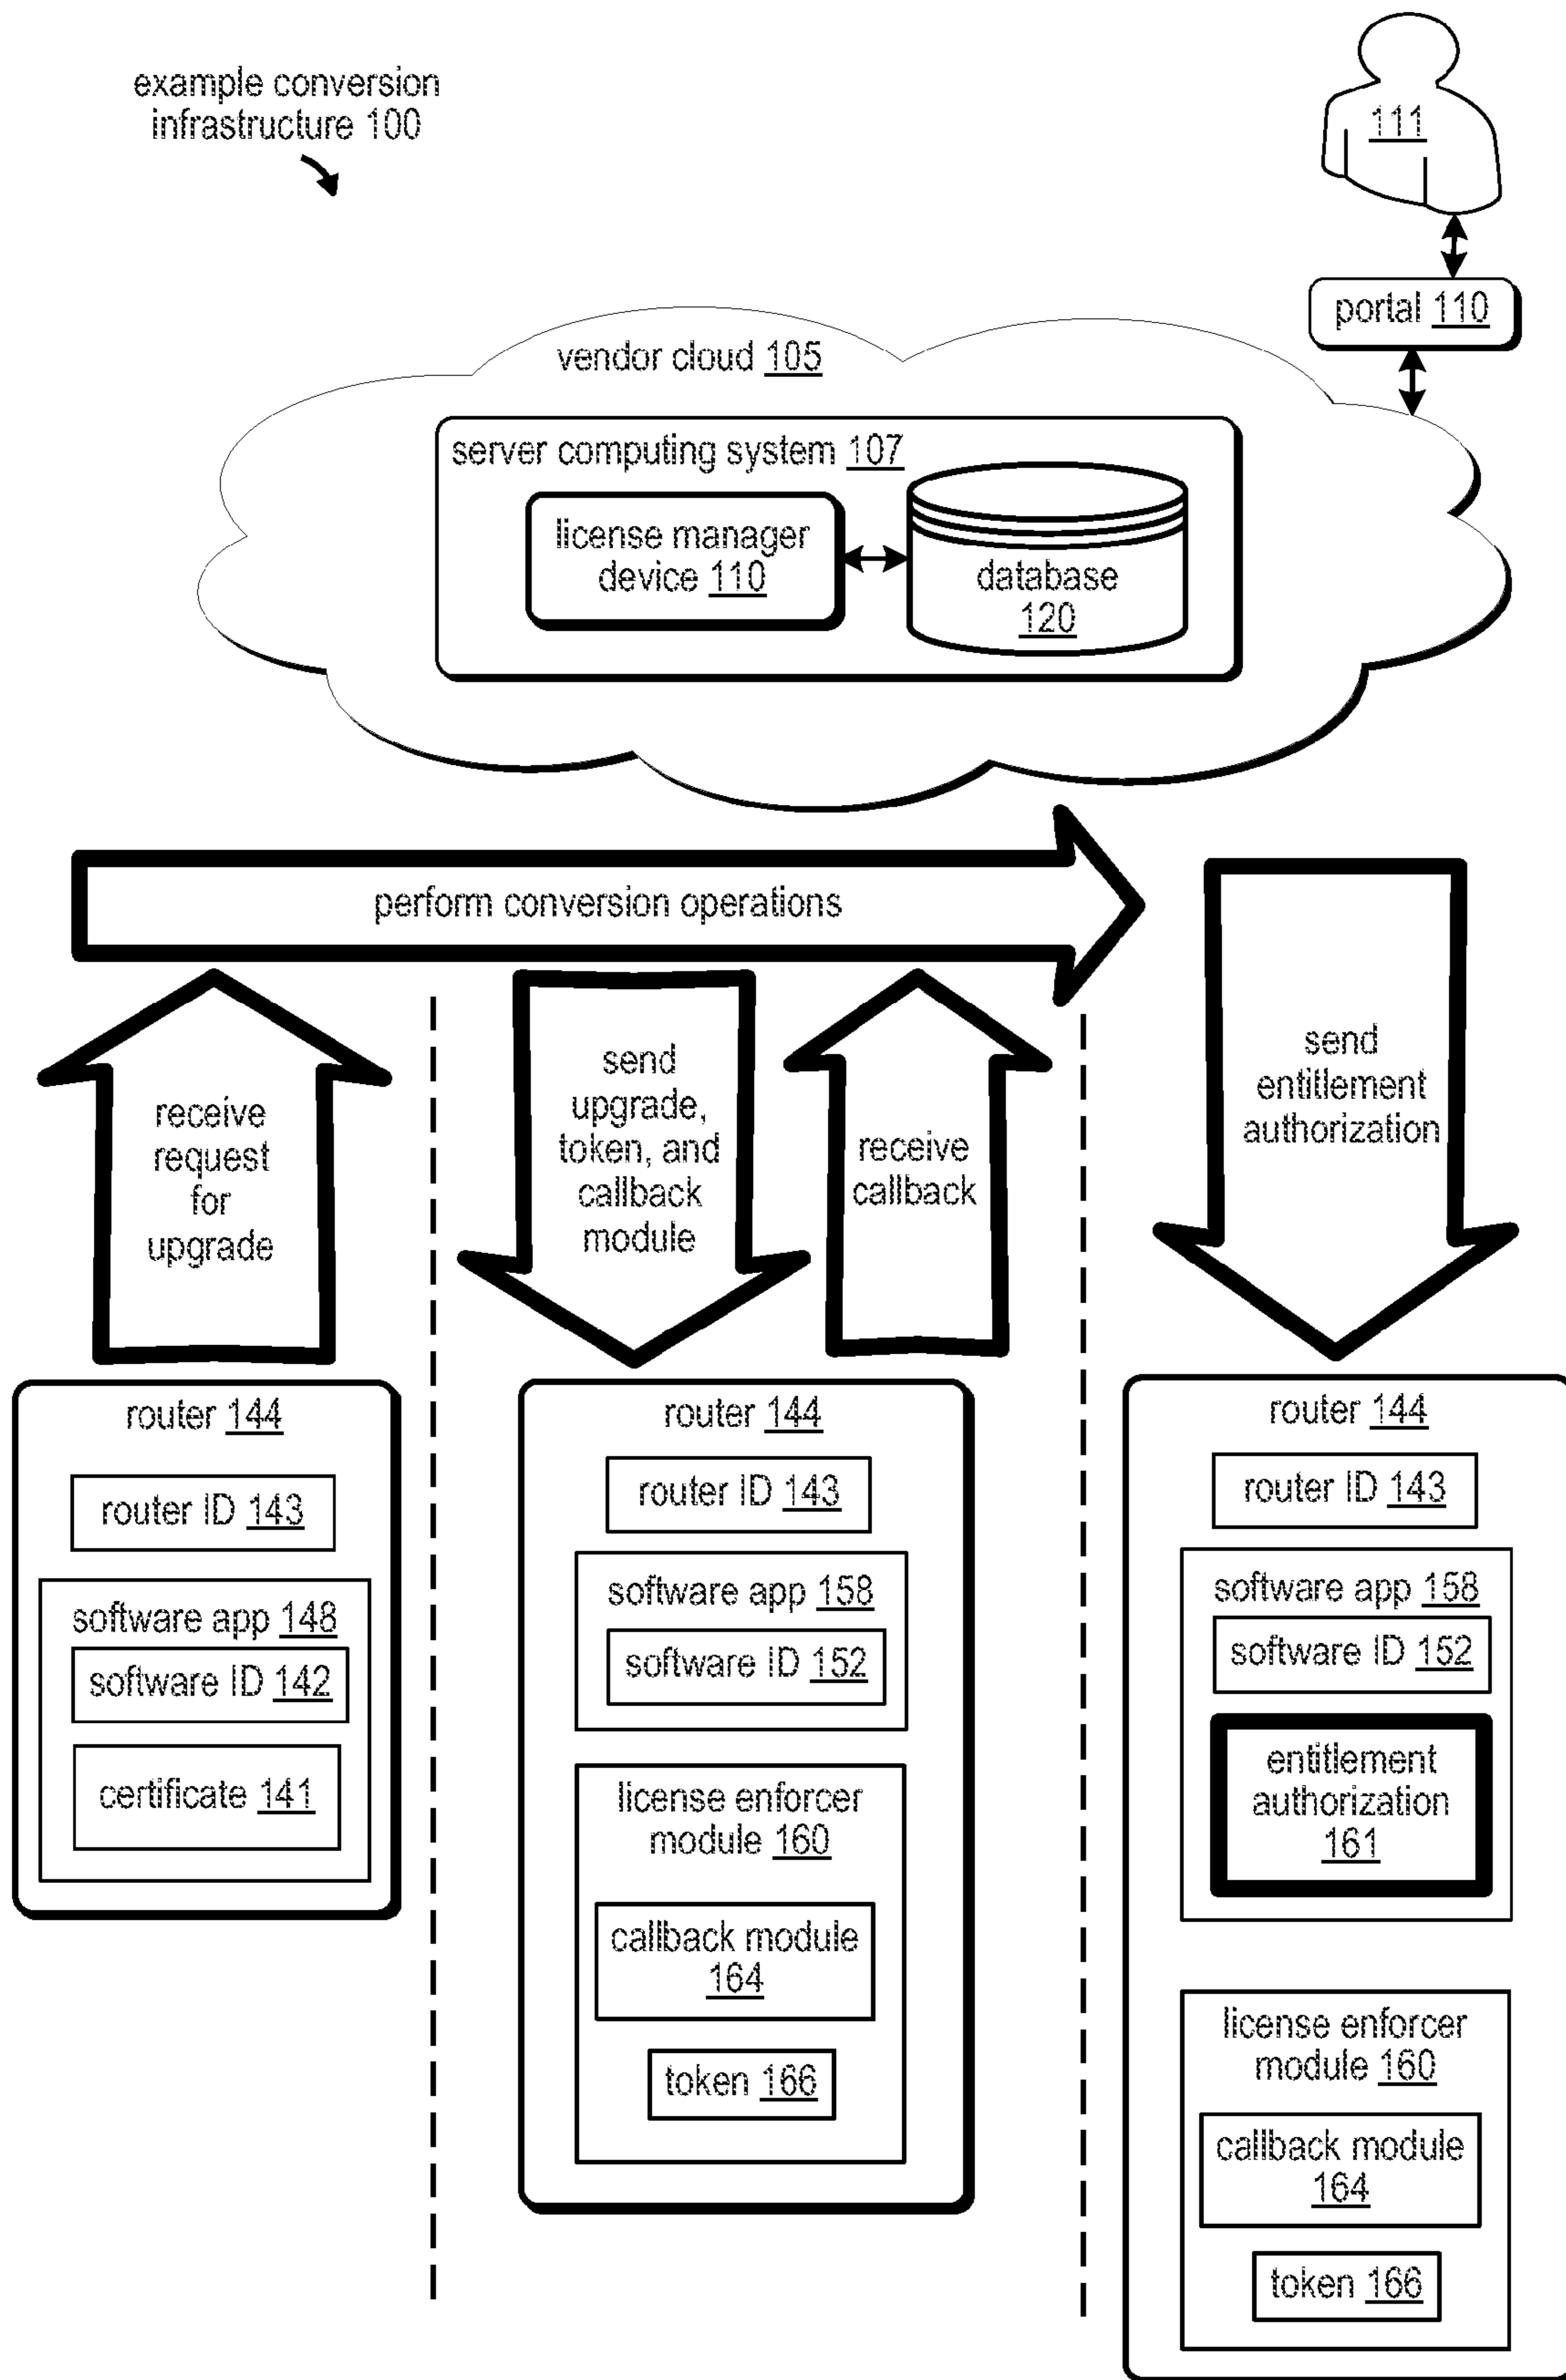 example conversion
infrastructure 100
111
portal 110
vendor cloud 105
server computing system 107
license manager
device 110
database
120
perform conversion operations
receive
request
for
upgrade
send
upgrade,
token, and
callback
module
receive
callback
send
entitlement
authorization
router 144
router ID 143
software app 148
software ID 142
certificate 141
router 144
router ID 143
software app 158
software ID 152
license enforcer
module 160
callback module
164
token 166
router 144
router ID 143
software app 158
software ID 152
entitlement
authorization
161
license enforcer
module 160
callback module
164
token 166